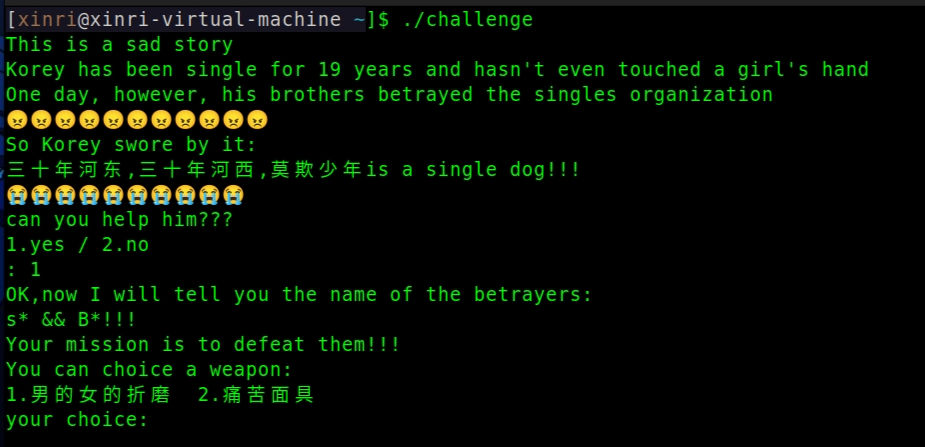 [xinri@xinri-virtual-machine ~]$ ./challenge
This is a sad story
Korey has been single for 19 years and hasn't even touched a girl's hand
One day, however, his brothers betrayed the singles organization
😠😠😠😠😠😠😠😠😠😠😠
So Korey swore by it:
三十年河东,三十年河西,莫欺少年is a single dog!!!
😭😭😭😭😭😭😭😭😭😭
can you help him???
1.yes / 2.no
: 1
OK,now I will tell you the name of the betrayers:
s* && B*!!!
Your mission is to defeat them!!!
You can choice a weapon:
1.男的女的折磨  2.痛苦面具
your choice: